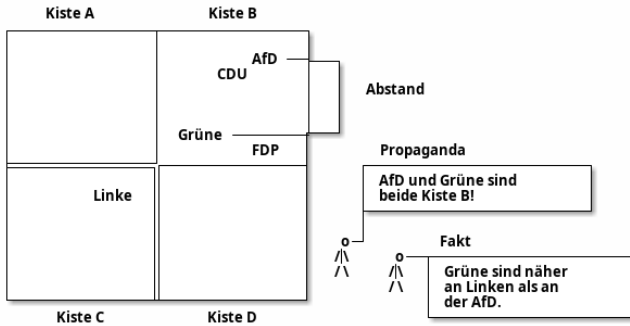 Kiste A
Kiste B
AfD
CDU
Abstand
Grüne
FDP
Propaganda
AfD und Grüne sind
beide Kiste B!
Linke
Fakt
Grüne sind näher
an Linken als an
der AfD.
Kiste C
Kiste D